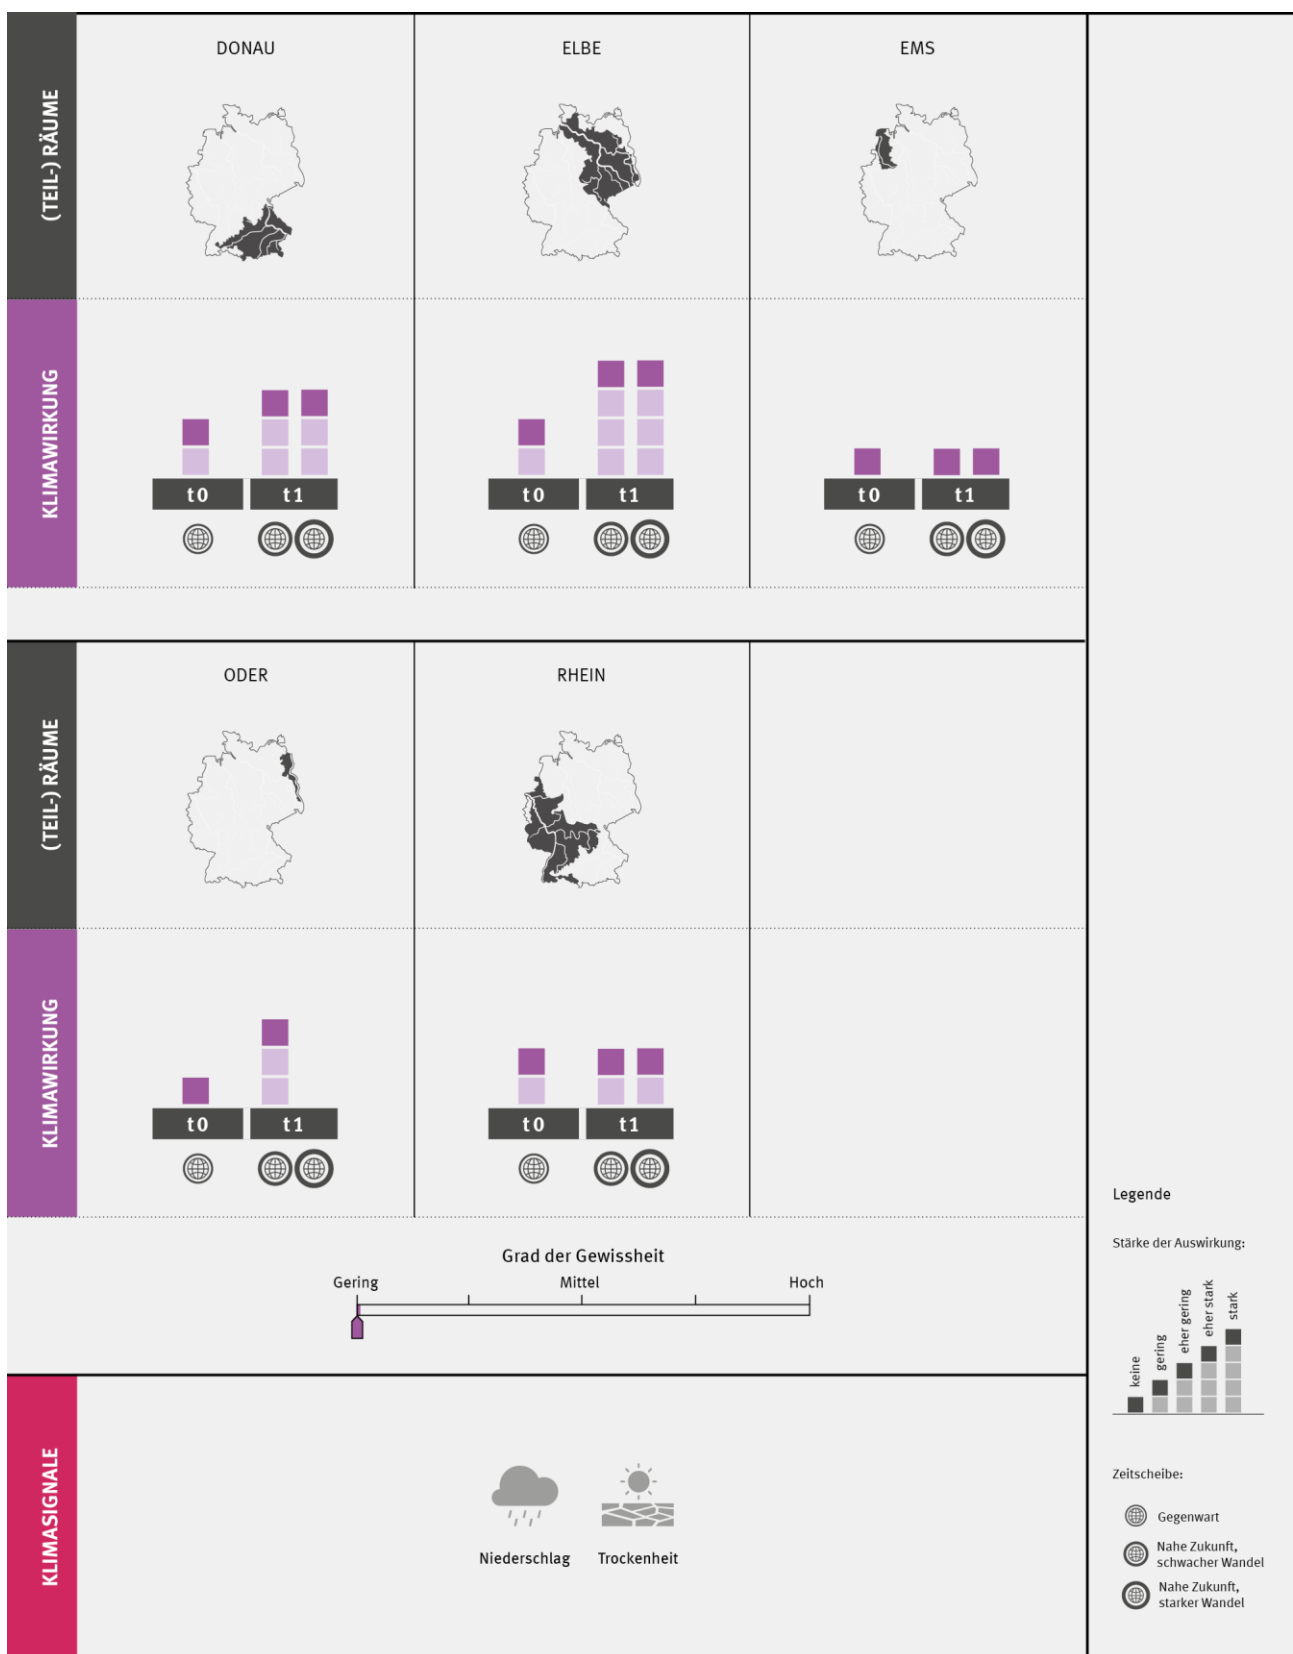 (TEIL-) RÄUME
DONAU
ELBE
EMS
KLIMAWIRKUNG
t0
t1
t0
t1
t0
t1
(TEIL-) RÄUME
ODER
RHEIN
KLIMAWIRKUNG
t0
t1
t0
t1
Grad der Gewissheit
Gering
Mittel
Hoch
KLIMASIGNALE
Niederschlag
Trockenheit
Legende
Stärke der Auswirkung:
keine
gering
eher gering
eher stark
stark
Zeitscheibe:
Gegenwart
Nahe Zukunft,
schwacher Wandel
Nahe Zukunft,
starker Wandel